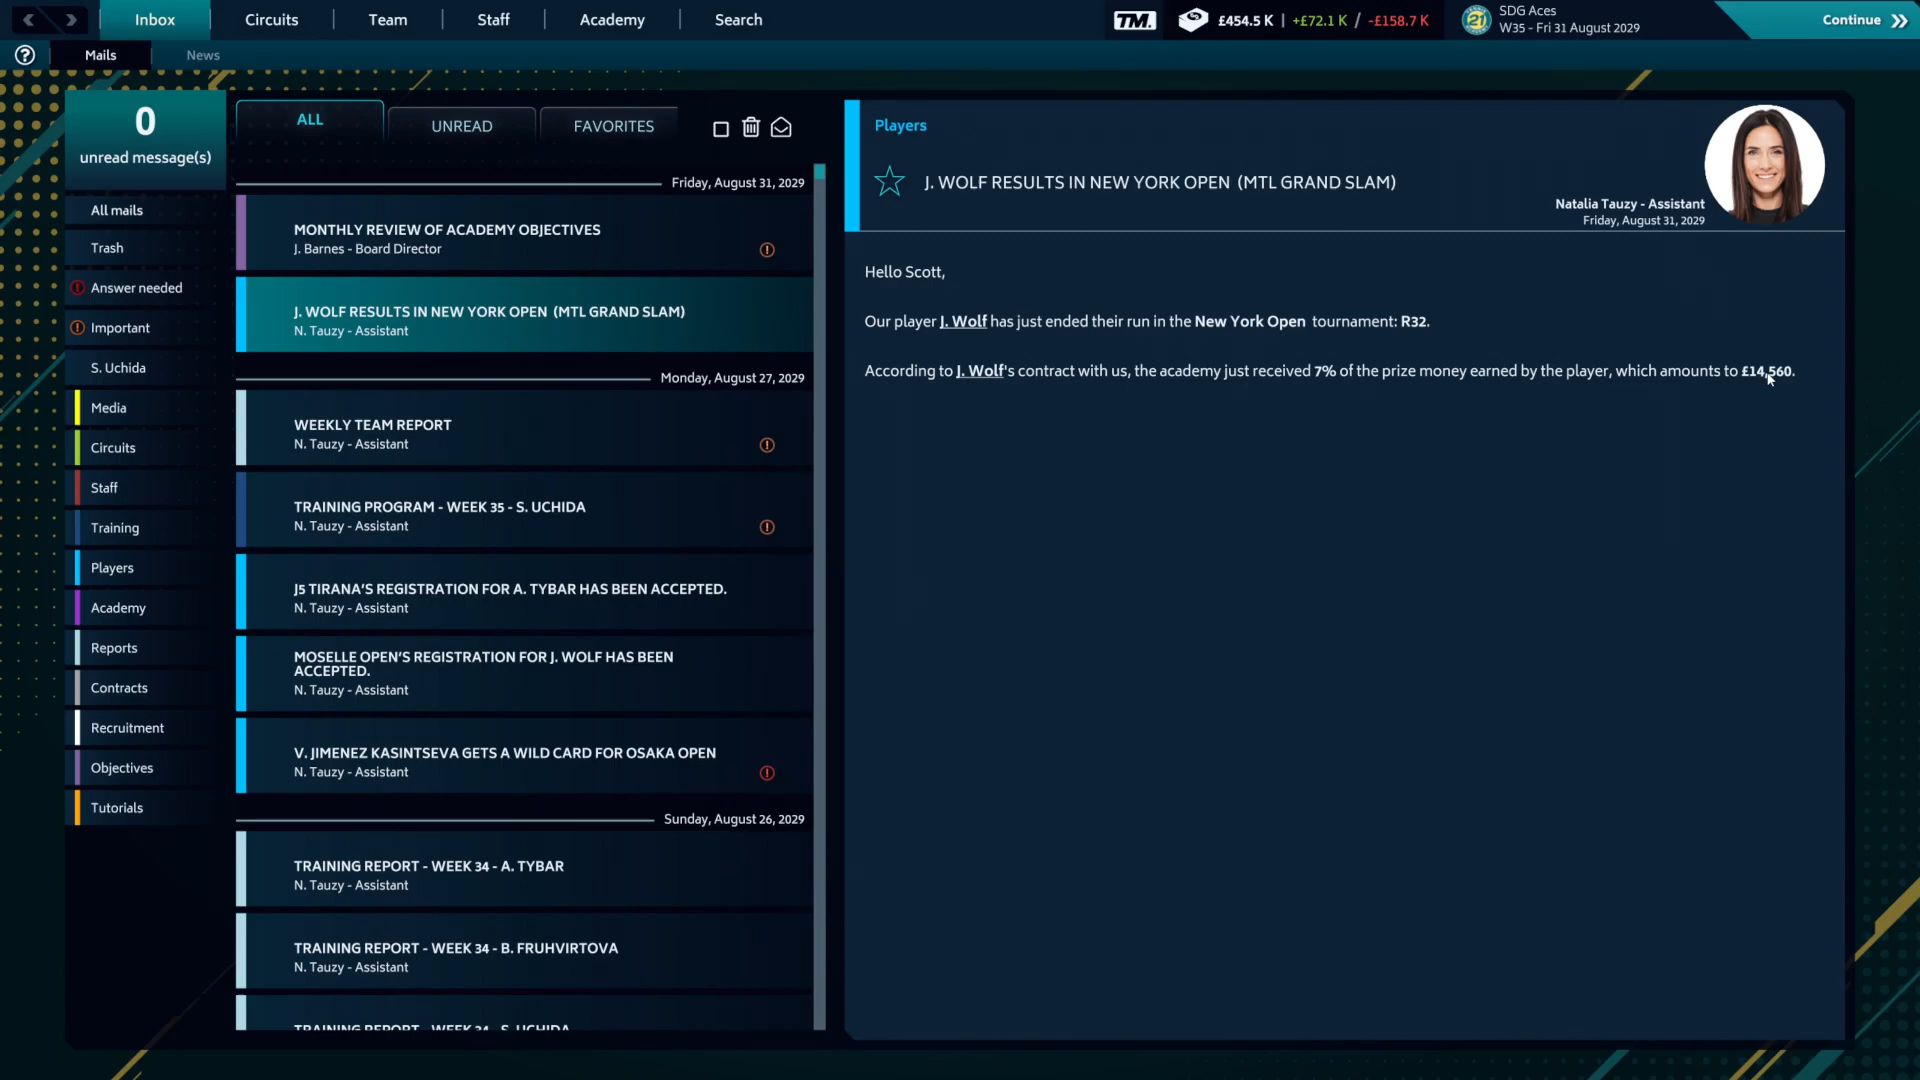 Inbox
Circuits
Team
Staff
Academy
Search
TM.
£454.5 K | +£72.1 K / -£158.7 K
21
SDG Aces
W35 - Fri 31 August 2029
Continue
?
Mails
News
0
unread message(s)
All mails
Trash
Answer needed
Important
S. Uchida
Media
Circuits
Staff
Training
Players
Academy
Reports
Contracts
Recruitment
Objectives
Tutorials
ALL
UNREAD
FAVORITES
Friday, August 31, 2029
MONTHLY REVIEW OF ACADEMY OBJECTIVES
J. Barnes - Board Director
J. WOLF RESULTS IN NEW YORK OPEN (MTL GRAND SLAM)
N. Tauzy - Assistant
Monday, August 27, 2029
WEEKLY TEAM REPORT
N. Tauzy - Assistant
TRAINING PROGRAM - WEEK 35 - S. UCHIDA
N. Tauzy - Assistant
J5 TIRANA'S REGISTRATION FOR A. TYBAR HAS BEEN ACCEPTED.
N. Tauzy - Assistant
MOSELLE OPEN'S REGISTRATION FOR J. WOLF HAS BEEN
ACCEPTED.
N. Tauzy - Assistant
V. JIMENEZ KASINTSEVA GETS A WILD CARD FOR OSAKA OPEN
N. Tauzy - Assistant
Sunday, August 26, 2029
TRAINING REPORT - WEEK 34 - A. TYBAR
N. Tauzy - Assistant
TRAINING REPORT - WEEK 34 - B. FRUHVIRTOVA
N. Tauzy - Assistant
TRAINING REPORT - WEEK 34 - S. UCHIDA
Players
J. WOLF RESULTS IN NEW YORK OPEN (MTL GRAND SLAM)
Natalia Tauzy - Assistant
Friday, August 31, 2029
Hello Scott,
Our player J. Wolf has just ended their run in the New York Open tournament: R32.
According to J. Wolf's contract with us, the academy just received 7% of the prize money earned by the player, which amounts to £14,560.